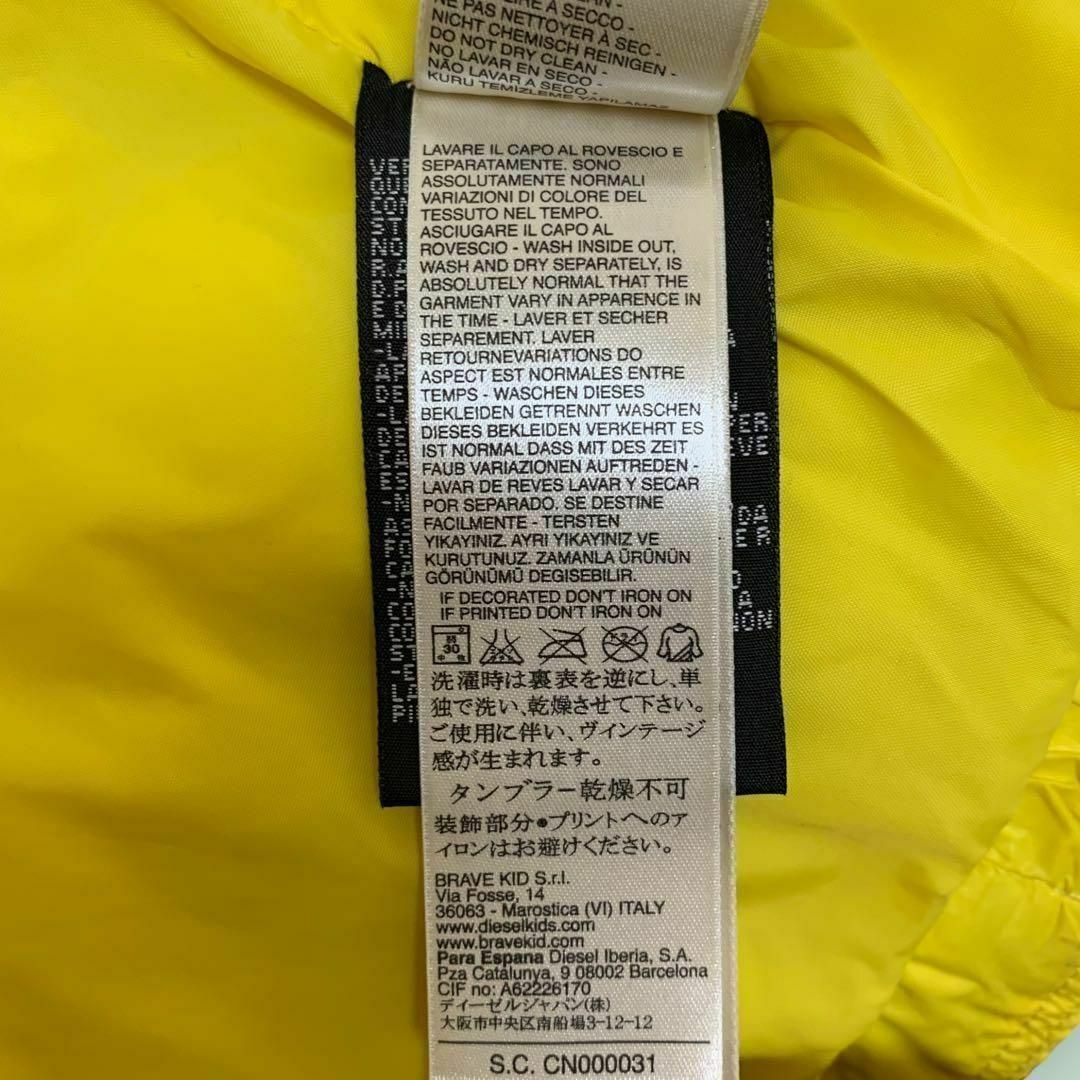 NE PAS NETTOYER À SEC -
NICHT CHEMISCH REINIGEN -
DO NOT DRY CLEAN -
NO LAVAR EN SECO -
NÃO LAVAR A SECO -
KURU TEMIZLEME YAPILAMAZ
LAVARE IL CAPO AL ROVESCIO E
SEPARATAMENTE. SONO
ASSOLUTAMENTE NORMALI
VARIAZIONI DI COLORE DEL
TESSUTO NEL TEMPO.
ASCIUGARE IL CAPO AL
ROVESCIO - WASH INSIDE OUT,
WASH AND DRY SEPARATELY, IS
ABSOLUTELY NORMAL THAT THE
GARMENT VARY IN APPARENCE IN
THE TIME - LAVER ET SECHER
SEPAREMENT. LAVER
RETOURNEVARIATIONS DO
ASPECT EST NORMALES ENTRE
TEMPS - WASCHEN DIESES
BEKLEIDEN GETRENNT WASCHEN
DIESES BEKLEIDEN VERKEHRT ES
IST NORMAL DASS MIT DES ZEIT
FAUB VARIAZIONEN AUFTREDEN -
LAVAR DE REVES LAVAR Y SECAR
POR SEPARADO. SE DESTINE
FACILMENTE - TERSTEN
YIKAYINIZ. AYRI YIKAYINIZ VE
KURUTUNUZ. ZAMANLA ÜRÜNÜN
GÖRÜNÜMÜ DEGISEBILIR.
IF DECORATED DON'T IRON ON
IF PRINTED DON'T IRON ON
30
洗濯時は裏表を逆にし、単
独で洗い、乾燥させて下さい。
ご使用に伴い、ヴィンテージ
感が生まれます。
タンブラー乾燥不可
装飾部分●プリントへのア
イロンはお避けください。
BRAVE KID S.r.l.
Via Fosse, 14
36063 - Marostica (VI) ITALY
www.dieselkids.com
www.bravekid.com
Para Espana Diesel Iberia, S.A.
Pza Catalunya, 9 08002 Barcelona
CIF no: A62226170
ディーゼルジャパン(株)
大阪市中央区南船場3-12-12
S.C. CN000031